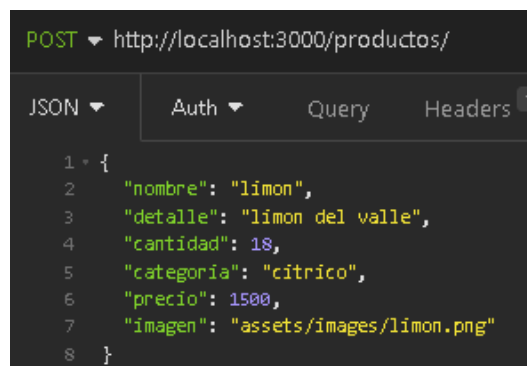 POST http://localhost:3000/productos/
JSON Auth Query Headers
1 {
2 "nombre": "limon",
3 "detalle": "limon del valle",
4 "cantidad": 18,
5 "categoria": "citrico",
6 "precio": 1500,
7 "imagen": "assets/images/limon.png"
8 }